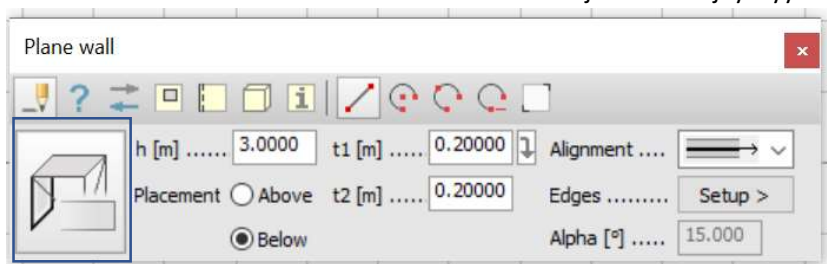 Plane wall
h [m] ...... 3.0000 t1 [m] ..... 0.20000 Alignment ....
Placement Above t2 [m] ..... 0.20000 Edges ......... Setup >
Below Alpha [°] ..... 15.000